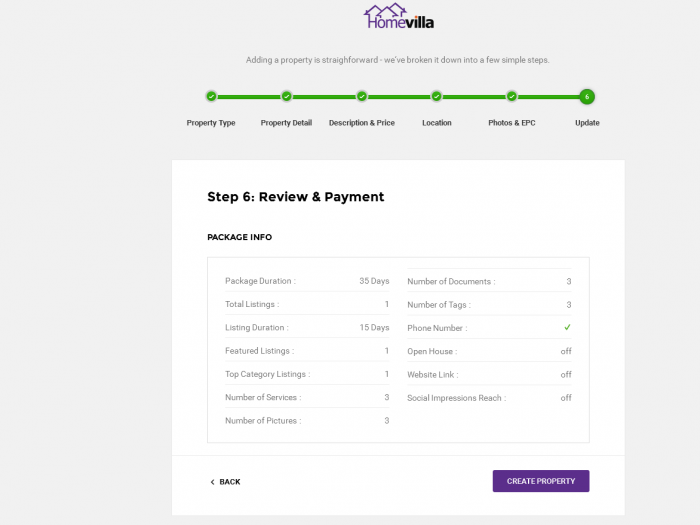 Homevilla
Adding a property is straighforward - we've broken it down into a few simple steps.
6
Property Type
Property Detail
Description & Price
Location
Photos & EPC
Update
Step 6: Review & Payment
PACKAGE INFO
Package Duration : 35 Days
Total Listings : 1
Listing Duration : 15 Days
Featured Listings : 1
Top Category Listings : 1
Number of Services : 3
Number of Pictures : 3
Number of Documents : 3
Number of Tags : 3
Phone Number :
Open House : off
Website Link : off
Social Impressions Reach : off
BACK
CREATE PROPERTY